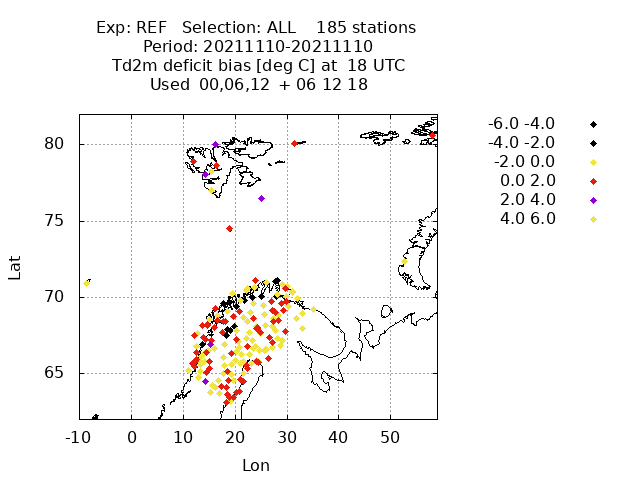 Exp: REF Selection: ALL 185 stations
Period: 20211110-20211110
Td2m deficit bias [deg C] at 18 UTC
Used 00,06,12 + 06 12 18
-6.0 -4.0
-4.0 -2.0
-2.0 0.0
0.0 2.0
2.0 4.0
4.0 6.0
80
75
70
65
Lat
-10 0 10 20 30 40 50
Lon